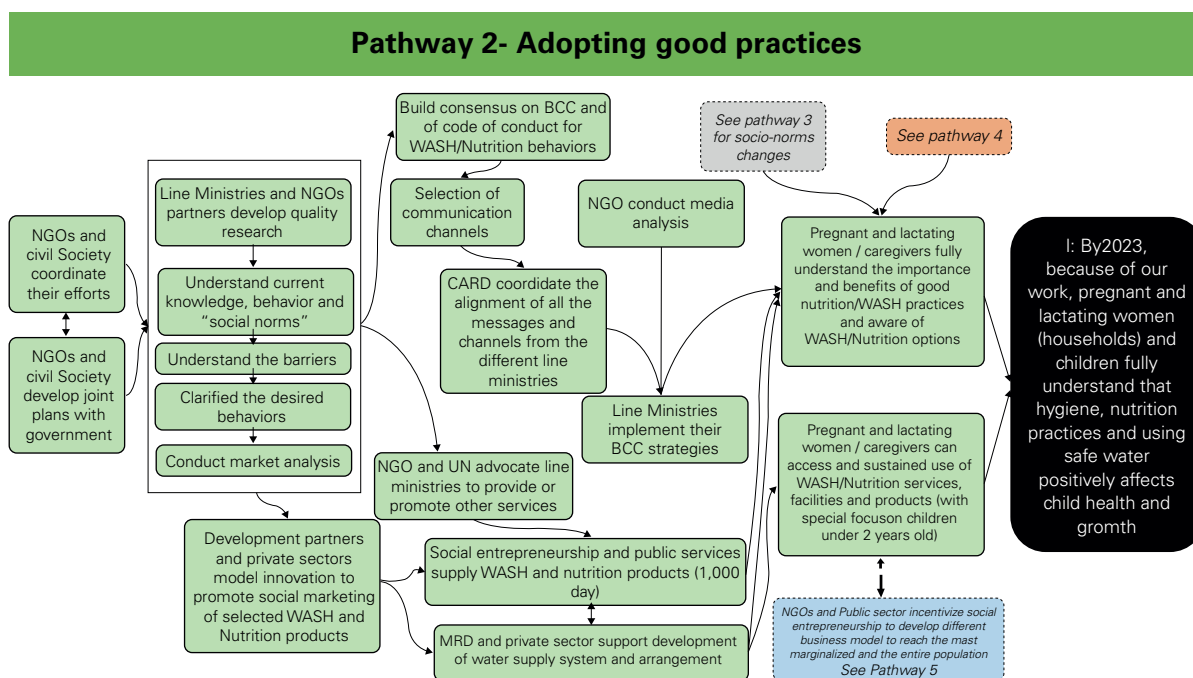 Pathway 2- Adopting good practices
NGOs and
civil Society
coordinate
their efforts
NGOs and
civil Society
develop joint
plans with
government
Line Ministries and NGOs
partners develop quality
research
Understand current
knowledge, behavior and
“social norms”
Understand the barriers
Clarified the desired
behaviors
Conduct market analysis
Development partners
and private sectors
model innovation to
promote social marketing
of selected WASH and
Nutrition products
Build consensus on BCC and
of code of conduct for
WASH/Nutrition behaviors
Selection of
communication
channels
CARD coordidate the
alignment of all the
messages and
channels from the
different line
ministries
NGO conduct media
analysis
Line Ministries
implement their
BCC strategies
NGO and UN advocate line
ministries to provide or
promote other services
Social entrepreneurship and public services
supply WASH and nutrition products (1,000
day)
MRD and private sector support development
of water supply system and arrangement
See pathway 3
for socio-norms
changes
See pathway 4
Pregnant and lactating
women / caregivers fully
understand the importance
and benefits of good
nutrition/WASH practices
and aware of
WASH/Nutrition options
Pregnant and lactating
women / caregivers can
access and sustained use of
WASH/Nutrition services,
facilities and products (with
special focuson children
under 2 years old)
NGOs and Public sector incentivize social
entrepreneurship to develop different
business model to reach the mast
marginalized and the entire population
See Pathway 5
I: By2023,
because of our
work, pregnant and
lactating women
(households) and
children fully
understand that
hygiene, nutrition
practices and using
safe water
positively affects
child health and
gromth